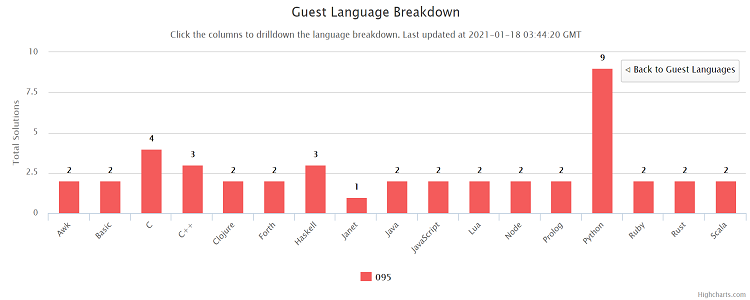 Guest Language Breakdown
Click the columns to drilldown the language breakdown. Last updated at 2021-01-18 03:44:20 GMT
◁ Back to Guest Languages
Total Solutions
10
7.5
5
2.5
0
2 2 4 3 2 2 3 1 2 2 2 2 2 9 2 2 2
Awk Basic C C++ Clojure Forth Haskell Janet Java JavaScript Lua Node Prolog Python Ruby Rust Scala
095
Highcharts.com